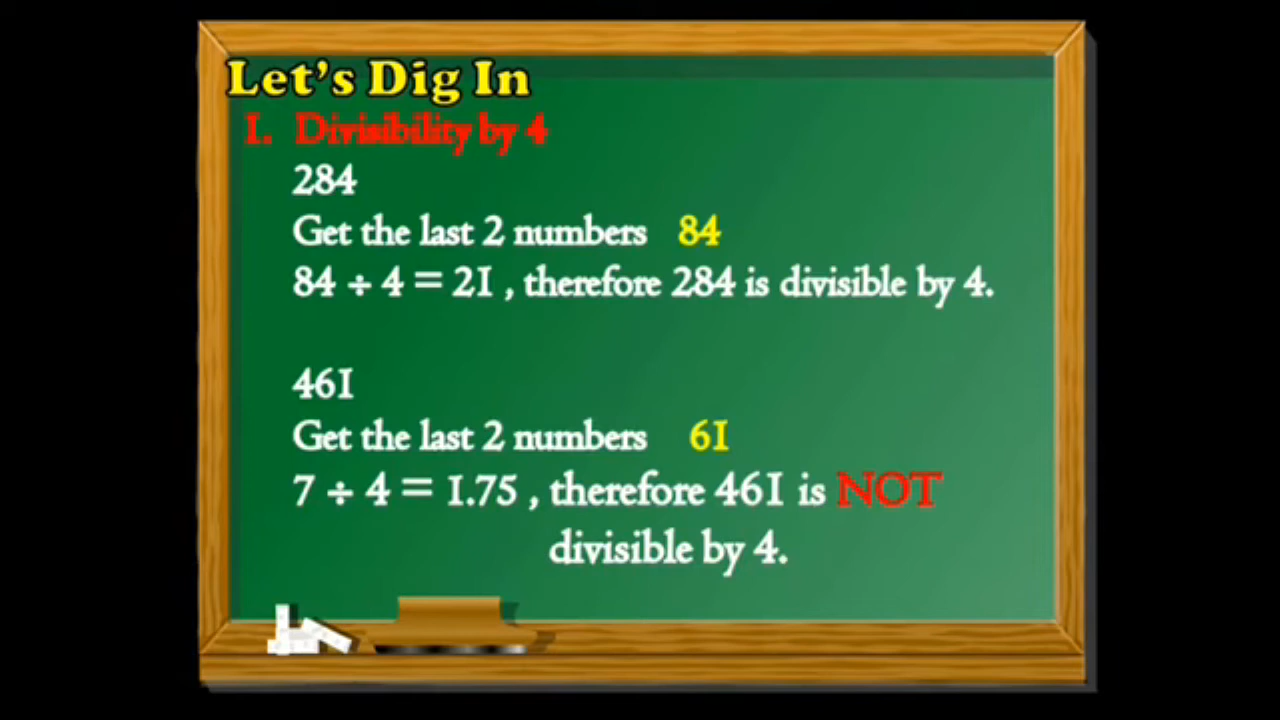 Let's Dig In
1. Divisibility by 4
284
Get the last 2 numbers 84
84 ÷ 4 = 21 , therefore 284 is divisible by 4.
461
Get the last 2 numbers 61
7 ÷ 4 = 1.75 , therefore 461 is NOT
divisible by 4.